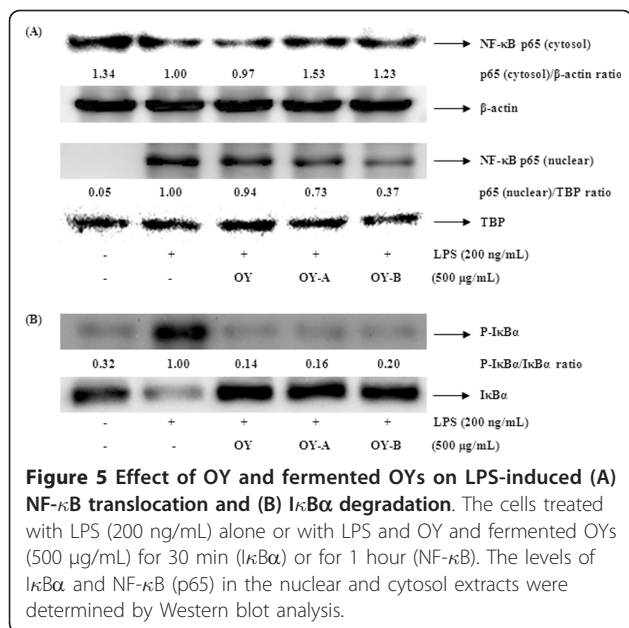 (A)
NF-κB p65 (cytosol)
1.34 1.00 0.97 1.53 1.23 p65 (cytosol)/β-actin ratio
β-actin
NF-κB p65 (nuclear)
0.05 1.00 0.94 0.73 0.37 p65 (nuclear)/TBP ratio
TBP
- + + + + LPS (200 ng/mL)
- - OY OY-A OY-B (500 µg/mL)
(B)
P-IκBα
0.32 1.00 0.14 0.16 0.20 P-IκBα/IκBα ratio
IκBα
- + + + + LPS (200 ng/mL)
- - OY OY-A OY-B (500 µg/mL)
Figure 5 Effect of OY and fermented OYs on LPS-induced (A)
NF-κB translocation and (B) IκBα degradation. The cells treated
with LPS (200 ng/mL) alone or with LPS and OY and fermented OYs
(500 µg/mL) for 30 min (IκBα) or for 1 hour (NF-κB). The levels of
IκBα and NF-κB (p65) in the nuclear and cytosol extracts were
determined by Western blot analysis.